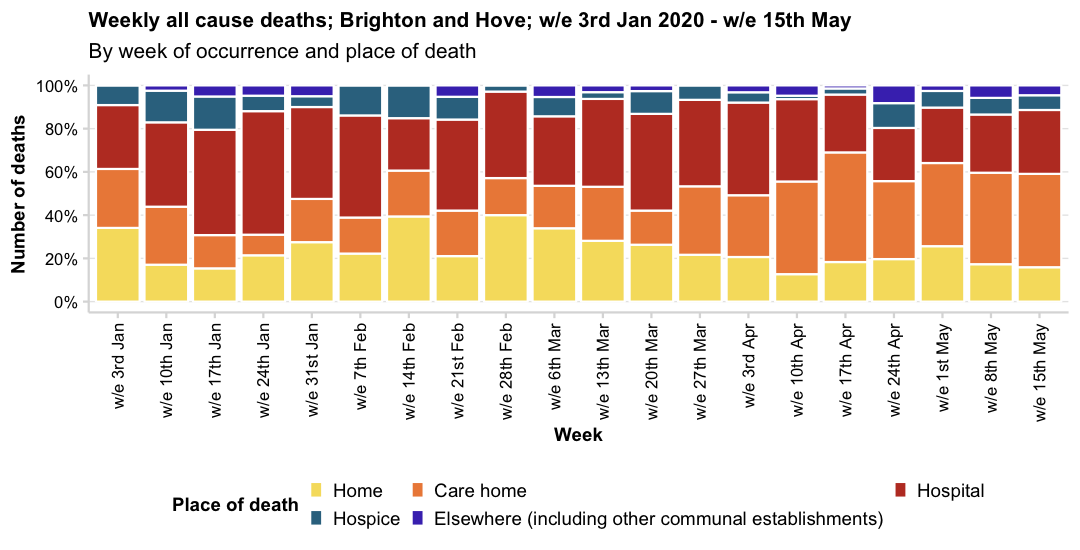 Weekly all cause deaths; Brighton and Hove; w/e 3rd Jan 2020 - w/e 15th May
By week of occurrence and place of death
Number of deaths
100%
80%
60%
40%
20%
0%
w/e 3rd Jan
w/e 10th Jan
w/e 17th Jan
w/e 24th Jan
w/e 31st Jan
w/e 7th Feb
w/e 14th Feb
w/e 21st Feb
w/e 28th Feb
w/e 6th Mar
w/e 13th Mar
w/e 20th Mar
w/e 27th Mar
w/e 3rd Apr
w/e 10th Apr
w/e 17th Apr
w/e 24th Apr
w/e 1st May
w/e 8th May
w/e 15th May
Week
Place of death
Home
Care home
Hospital
Hospice
Elsewhere (including other communal establishments)